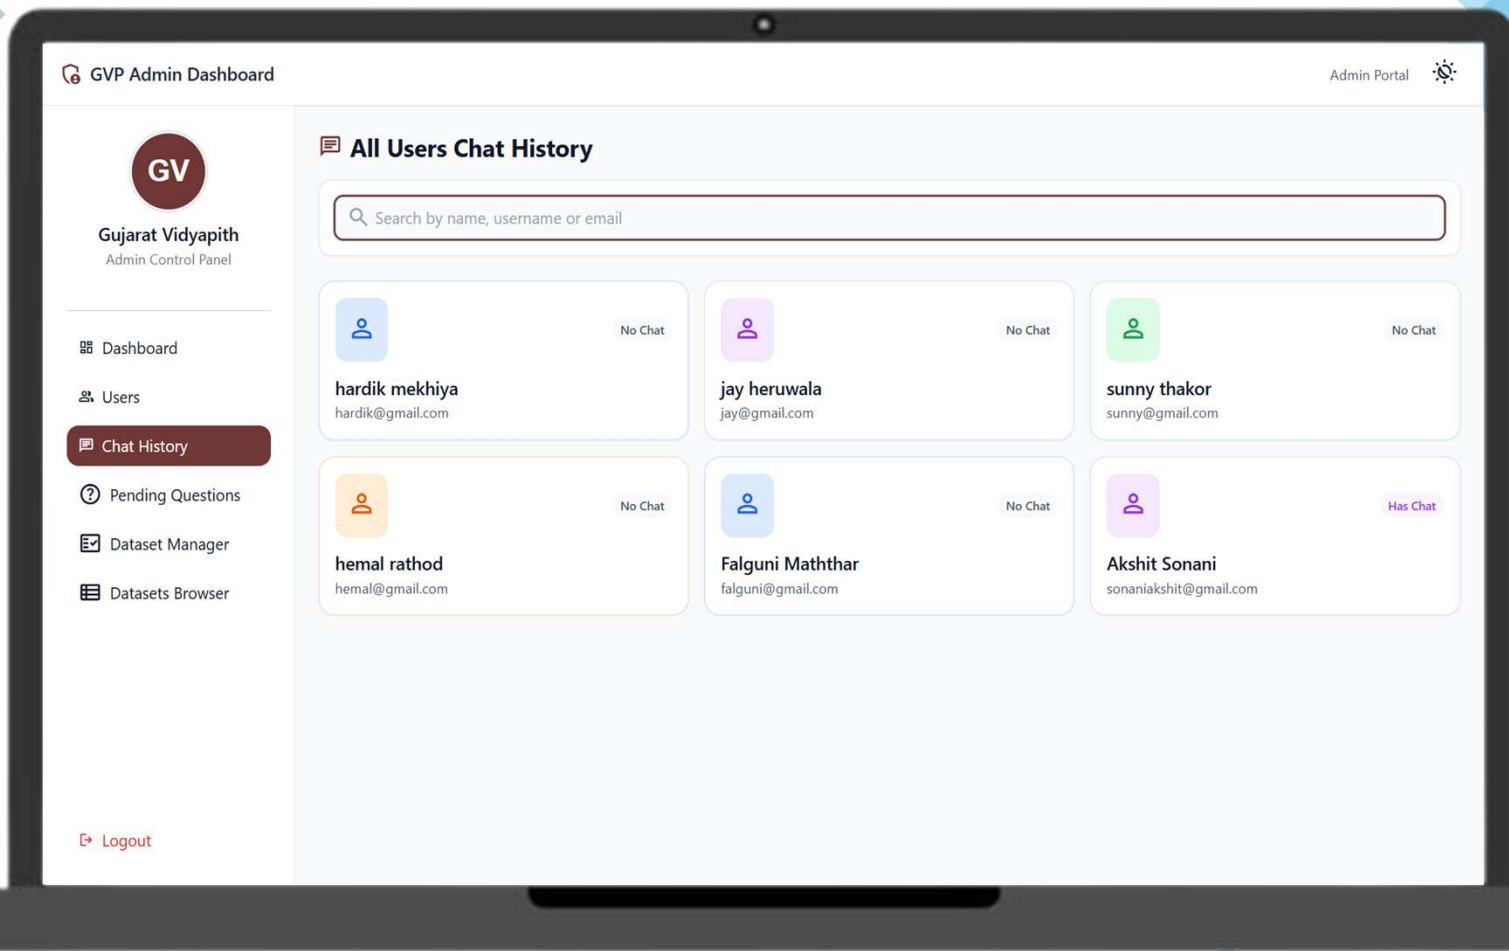 GVP Admin Dashboard
Admin Portal
GV
Gujarat Vidyapith
Admin Control Panel
Dashboard
Users
Chat History
Pending Questions
Dataset Manager
Datasets Browser
Logout
All Users Chat History
Search by name, username or email
No Chat
hardik mekhiya
hardik@gmail.com
No Chat
jay heruwala
jay@gmail.com
No Chat
sunny thakor
sunny@gmail.com
No Chat
hemal rathod
hemal@gmail.com
No Chat
Falguni Maththar
falguni@gmail.com
Has Chat
Akshit Sonani
sonaniakshit@gmail.com